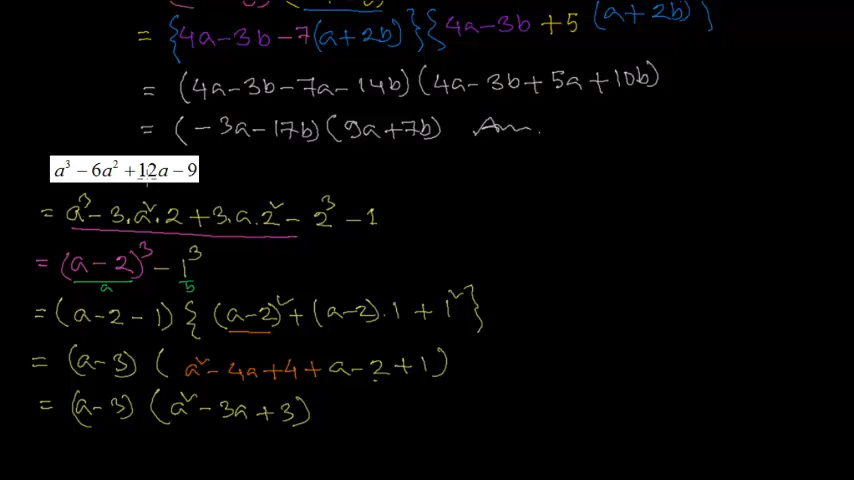 = {4a-3b-7(a+2b)}{4a-3b+5(a+2b)}
= (4a-3b-7a-14b)(4a-3b+5a+10b)
= (-3a-17b)(9a+7b) Ans.
a³ - 6a² + 12a - 9
= a³ - 3.a².2 + 3.a.2² - 2³ - 1
= (a-2)³ - 1³
a b
= (a-2-1){(a-2)² + (a-2).1 + 1²}
= (a-3)(a²-4a+4+a-2+1)
= (a-3)(a²-3a+3)